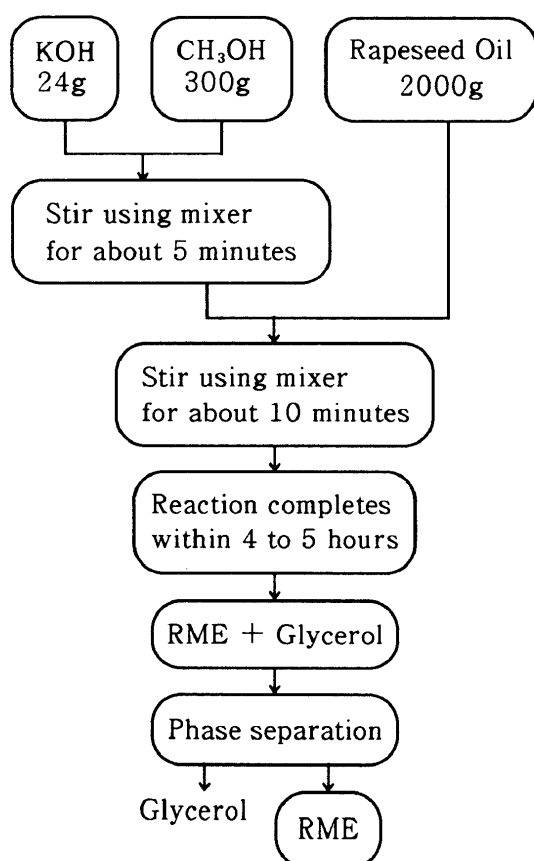 KOH
24g
CH₃OH
300g
Rapeseed Oil
2000g
Stir using mixer
for about 5 minutes
Stir using mixer
for about 10 minutes
Reaction completes
within 4 to 5 hours
RME + Glycerol
Phase separation
Glycerol
RME